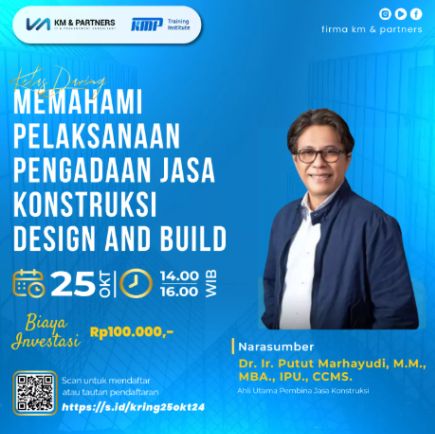 KM & PARTNERS
KMP
Training
Institute
firma km & partners
Kelas Daring
MEMAHAMI
PELAKSANAAN
PENGADAAN JASA
KONSTRUKSI
DESIGN AND BUILD
25 OKT
14.00
16.00
WIB
Biaya
Investasi
Rp100.000,-
Narasumber
Dr. Ir. Putut Marhayudi, M.M.,
MBA., IPU., CCMS.
Ahli Utama Pembina Jasa Konstruksi
Scan untuk mendaftar
atau tautan pendaftaran
https://s.id/kring25okt24